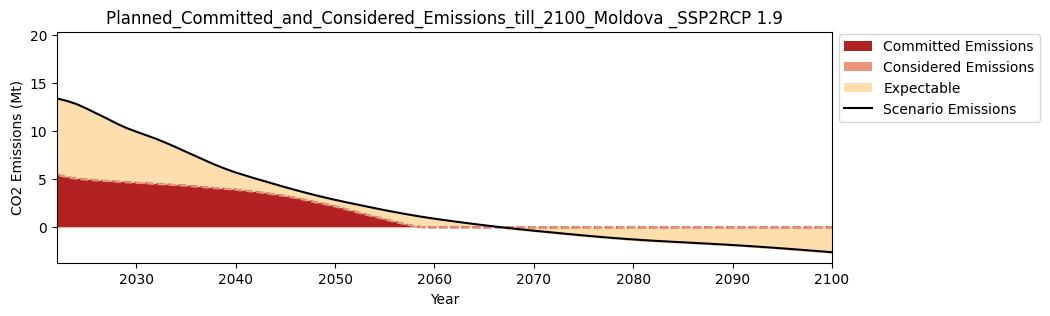 Planned_Committed_and_Considered_Emissions_till_2100_Moldova _SSP2RCP 1.9
CO2 Emissions (Mt)
20
15
10
5
0
2030 2040 2050 2060 2070 2080 2090 2100
Year
Committed Emissions
Considered Emissions
Expectable
Scenario Emissions